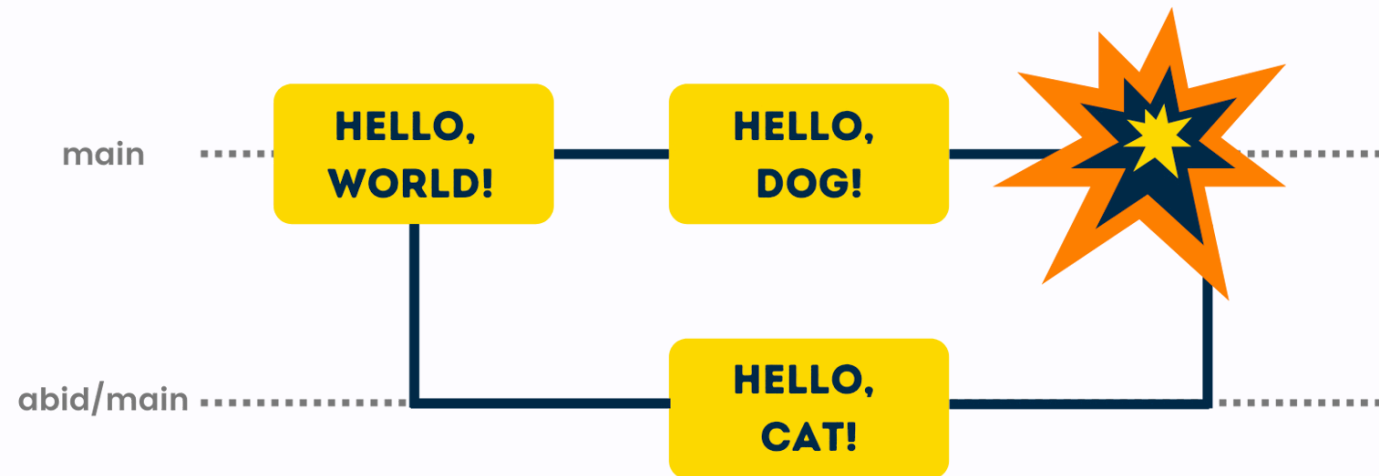 main
HELLO,
WORLD!
HELLO,
DOG!
abid/main
HELLO,
CAT!